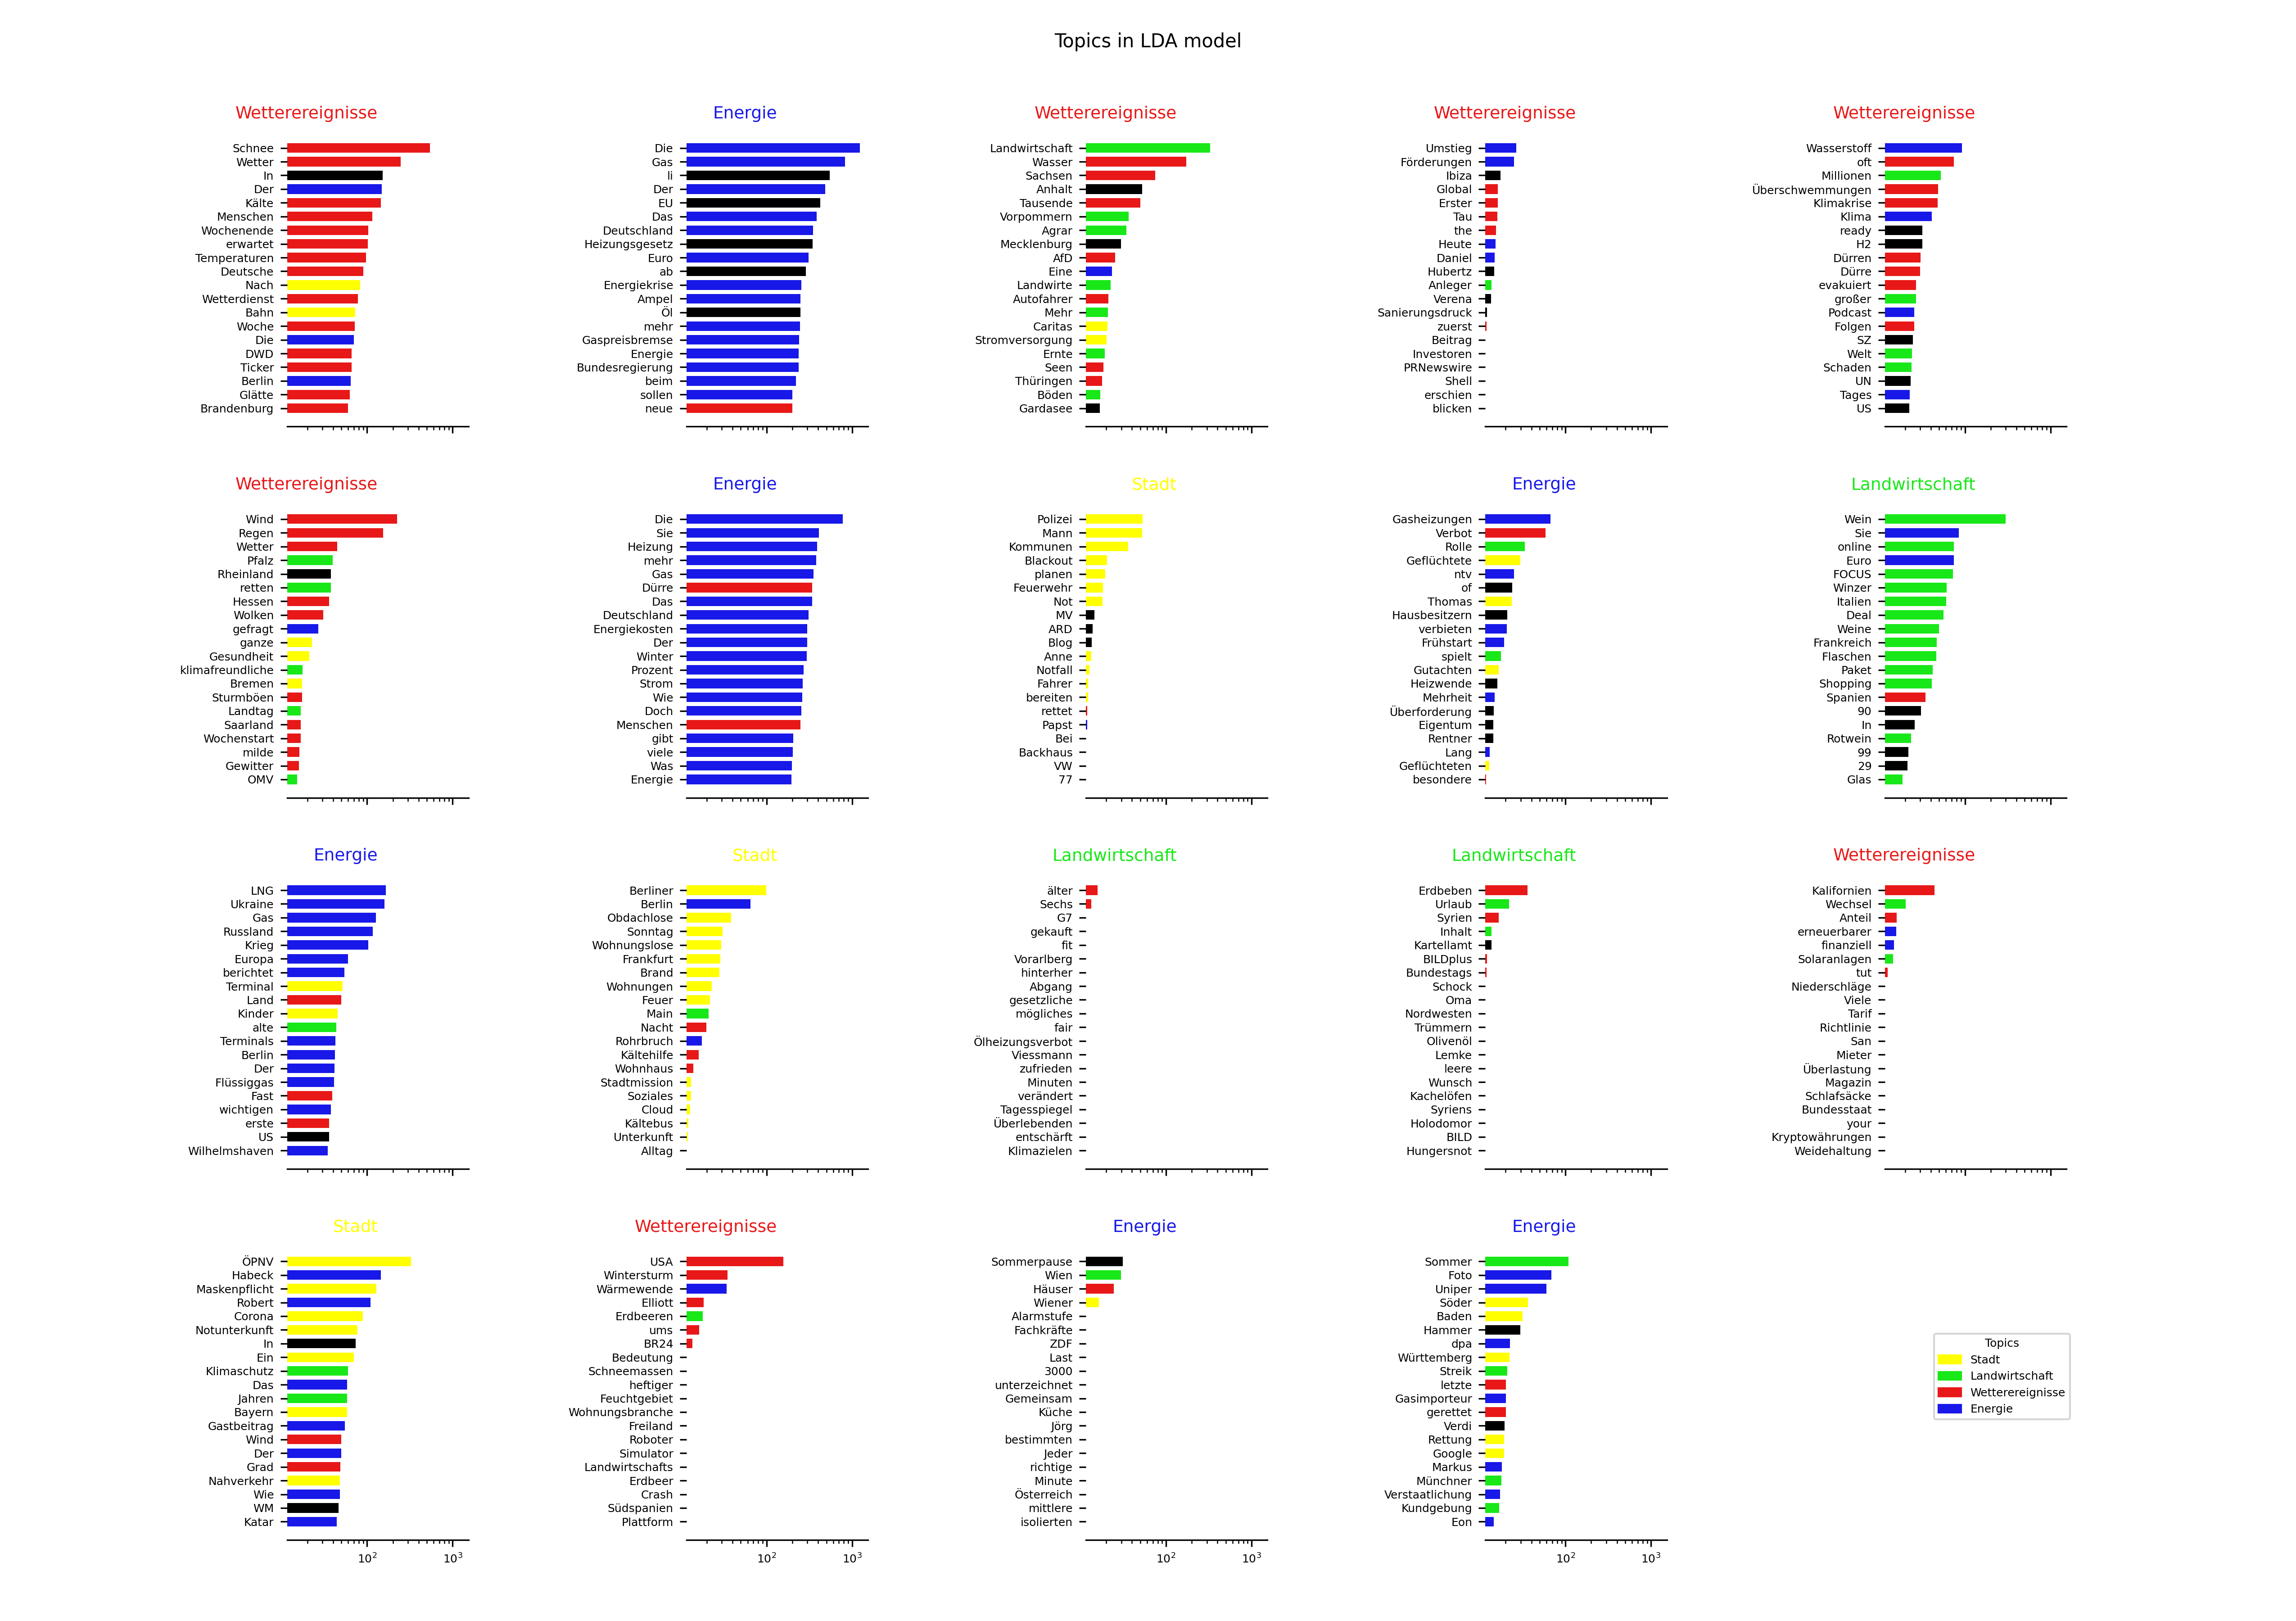 Topics in LDA model
Wetterereignisse
Schnee
Wetter
In
Der
Kälte
Menschen
Wochenende
erwartet
Temperaturen
Deutsche
Nach
Wetterdienst
Bahn
Woche
Die
DWD
Ticker
Berlin
Glätte
Brandenburg
Energie
Die
Gas
li
Der
EU
Das
Deutschland
Heizungsgesetz
Euro
ab
Energiekrise
Ampel
Öl
mehr
Gaspreisbremse
Energie
Bundesregierung
beim
sollen
neue
Wetterereignisse
Landwirtschaft
Wasser
Sachsen
Anhalt
Tausende
Vorpommern
Agrar
Mecklenburg
AfD
Eine
Landwirte
Autofahrer
Mehr
Caritas
Stromversorgung
Ernte
Seen
Thüringen
Böden
Gardasee
Wetterereignisse
Umstieg
Förderungen
Ibiza
Global
Erster
Tau
the
Heute
Daniel
Hubertz
Anleger
Verena
Sanierungsdruck
zuerst
Beitrag
Investoren
PRNewswire
Shell
erschien
blicken
Wetterereignisse
Wasserstoff
oft
Millionen
Überschwemmungen
Klimakrise
Klima
ready
H2
Dürren
Dürre
evakuiert
großer
Podcast
Folgen
SZ
Welt
Schaden
UN
Tages
US
Wetterereignisse
Wind
Regen
Wetter
Pfalz
Rheinland
retten
Hessen
Wolken
gefragt
ganze
Gesundheit
klimafreundliche
Bremen
Sturmböen
Landtag
Saarland
Wochenstart
milde
Gewitter
OMV
Energie
Die
Sie
Heizung
mehr
Gas
Dürre
Das
Deutschland
Energiekosten
Der
Winter
Prozent
Strom
Wie
Doch
Menschen
gibt
viele
Was
Energie
Stadt
Polizei
Mann
Kommunen
Blackout
planen
Feuerwehr
Not
MV
ARD
Blog
Anne
Notfall
Fahrer
bereiten
rettet
Papst
Bei
Backhaus
VW
77
Energie
Gasheizungen
Verbot
Rolle
Geflüchtete
ntv
of
Thomas
Hausbesitzern
verbieten
Frühstart
spielt
Gutachten
Heizwende
Mehrheit
Überforderung
Eigentum
Rentner
Lang
Geflüchteten
besondere
Landwirtschaft
Wein
Sie
online
Euro
FOCUS
Winzer
Italien
Deal
Weine
Frankreich
Flaschen
Paket
Shopping
Spanien
90
In
Rotwein
99
29
Glas
Energie
LNG
Ukraine
Gas
Russland
Krieg
Europa
berichtet
Terminal
Land
Kinder
alte
Terminals
Berlin
Der
Flüssiggas
Fast
wichtigen
erste
US
Wilhelmshaven
Stadt
Berliner
Berlin
Obdachlose
Sonntag
Wohnungslose
Frankfurt
Brand
Wohnungen
Feuer
Main
Nacht
Rohrbruch
Kältehilfe
Wohnhaus
Stadtmission
Soziales
Cloud
Kältebus
Unterkunft
Alltag
Landwirtschaft
älter
Sechs
G7
gekauft
fit
Vorarlberg
hinterher
Abgang
gesetzliche
mögliches
fair
Ölheizungsverbot
Viessmann
zufrieden
Minuten
verändert
Tagesspiegel
Überlebenden
entschärft
Klimazielen
Landwirtschaft
Erdbeben
Urlaub
Syrien
Inhalt
Kartellamt
BILDplus
Bundestags
Schock
Oma
Nordwesten
Trümmern
Olivenöl
Lemke
leere
Wunsch
Kachelöfen
Syriens
Holodomor
BILD
Hungersnot
Wetterereignisse
Kalifornien
Wechsel
Anteil
erneuerbarer
finanziell
Solaranlagen
tut
Niederschläge
Viele
Tarif
Richtlinie
San
Mieter
Überlastung
Magazin
Schlafsäcke
Bundesstaat
your
Kryptowährungen
Weidehaltung
Stadt
ÖPNV
Habeck
Maskenpflicht
Robert
Corona
Notunterkunft
In
Ein
Klimaschutz
Das
Jahren
Bayern
Gastbeitrag
Wind
Der
Grad
Nahverkehr
Wie
WM
Katar
10² 10³
Wetterereignisse
USA
Wintersturm
Wärmewende
Elliott
Erdbeeren
ums
BR24
Bedeutung
Schneemassen
heftiger
Feuchtgebiet
Wohnungsbranche
Freiland
Roboter
Simulator
Landwirtschafts
Erdbeer
Crash
Südspanien
Plattform
10² 10³
Energie
Sommerpause
Wien
Häuser
Wiener
Alarmstufe
Fachkräfte
ZDF
Last
3000
unterzeichnet
Gemeinsam
Küche
Jörg
bestimmten
Jeder
richtige
Minute
Österreich
mittlere
isolierten
10² 10³
Energie
Sommer
Foto
Uniper
Söder
Baden
Hammer
dpa
Württemberg
Streik
letzte
Gasimporteur
gerettet
Verdi
Rettung
Google
Markus
Münchner
Verstaatlichung
Kundgebung
Eon
10² 10³
Topics
Stadt
Landwirtschaft
Wetterereignisse
Energie